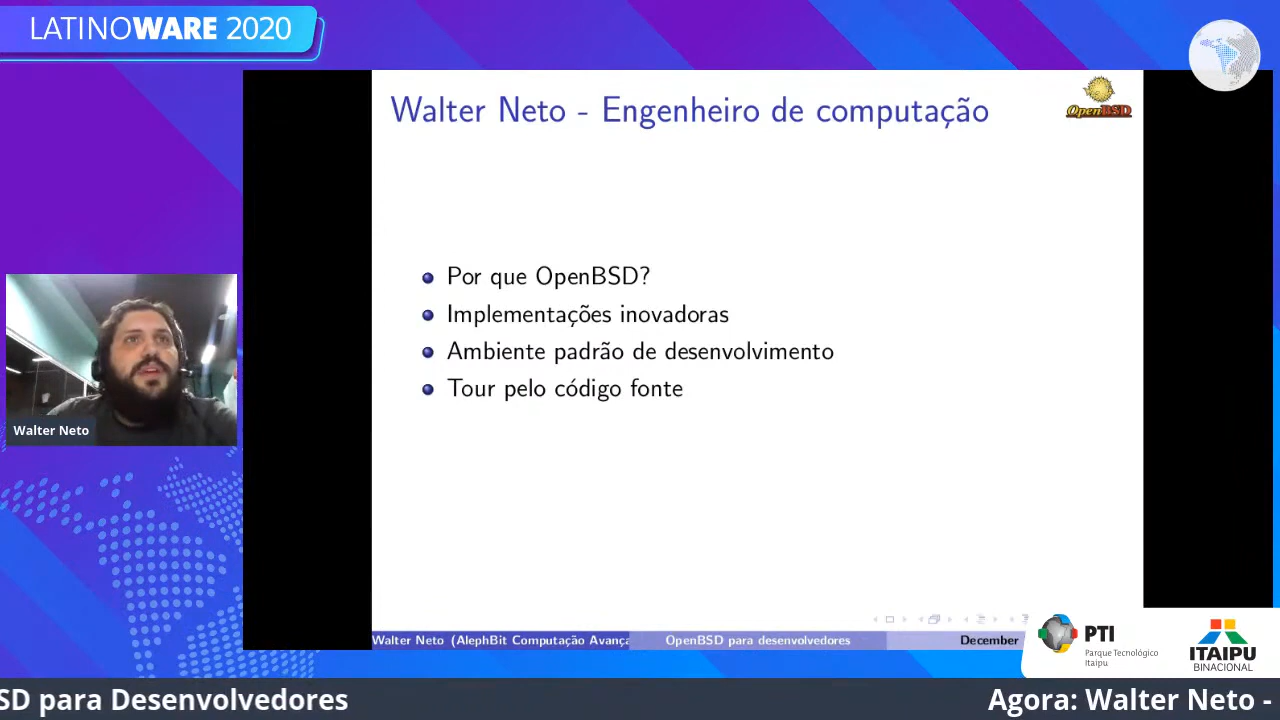 LATINOWARE 2020
Walter Neto - Engenheiro de computação
OpenBSD
Por que OpenBSD?
Implementações inovadoras
Ambiente padrão de desenvolvimento
Tour pelo código fonte
Walter Neto
Walter Neto (AlephBit Computação Avança
OpenBSD para desenvolvedores
December
PTI
Parque Tecnológico
Itaipu
ITAIPU
BINACIONAL
SD para Desenvolvedores
Agora: Walter Neto -